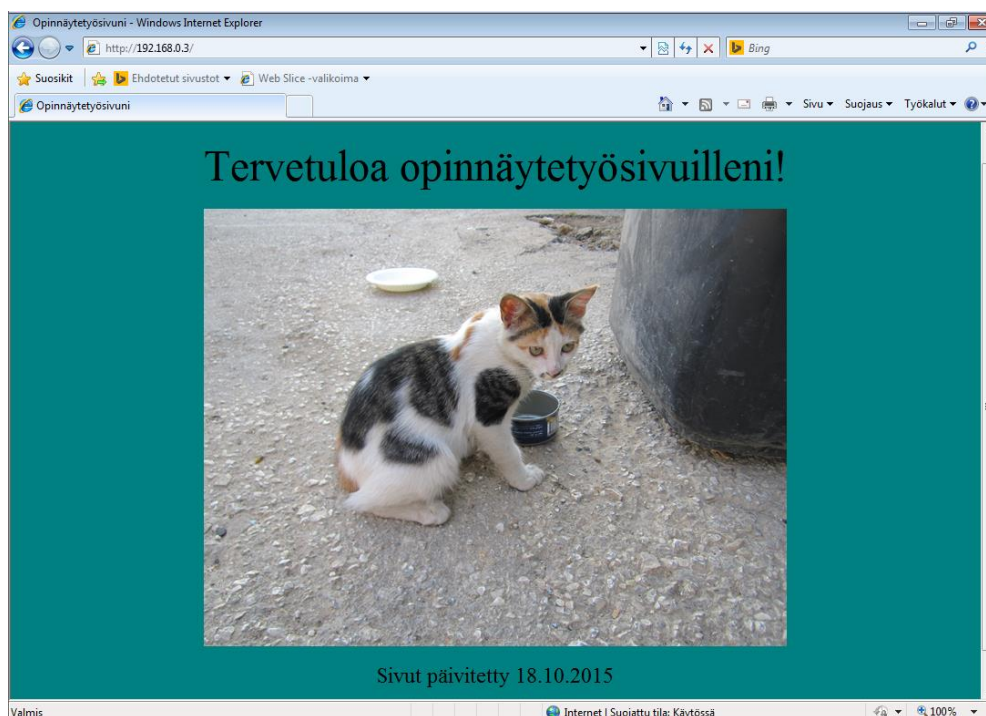 Opinnäytetyösivuni - Windows Internet Explorer
http://192.168.0.3/
Bing
Suosikit Ehdotetut sivustot Web Slice -valikoima
Opinnäytetyösivuni
Sivu Suojaus Työkalut
Tervetuloa opinnäytetyösivuilleni!
Sivut päivitetty 18.10.2015
Valmis Internet | Suojattu tila: Käytössä 100%